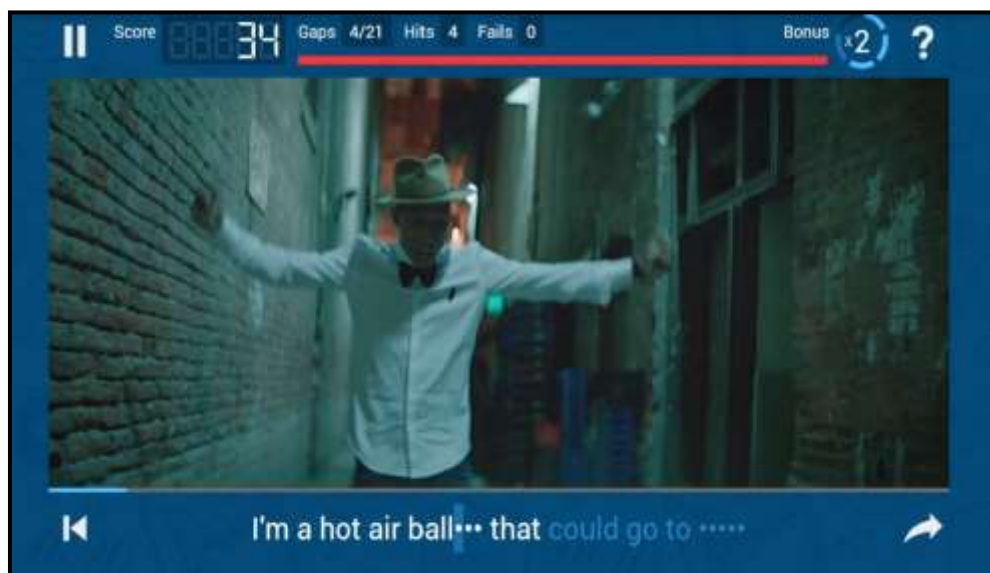 Score 34 Gaps 4/21 Hits 4 Fails 0 Bonus x2 ?
I'm a hot air ball••• that could go to •••••